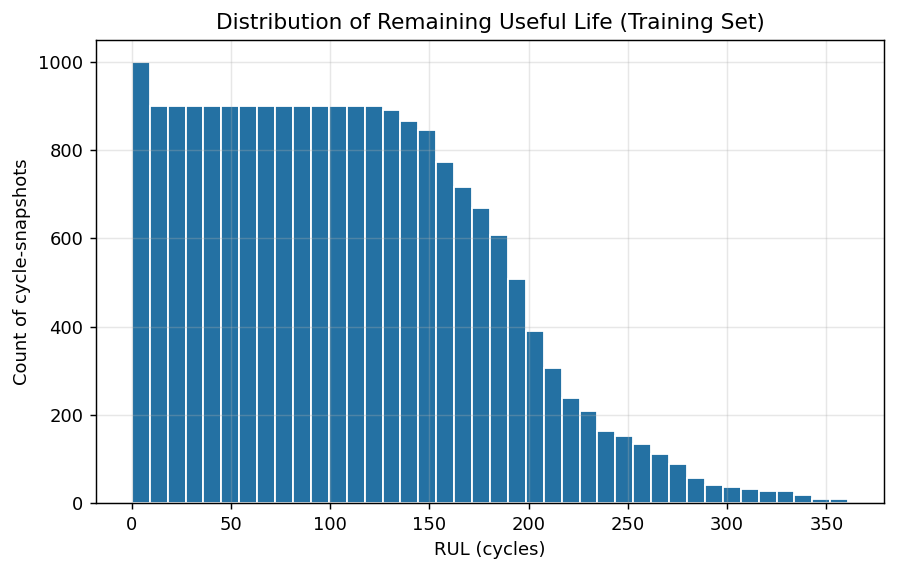 Distribution of Remaining Useful Life (Training Set)
Count of cycle-snapshots
1000
800
600
400
200
0
0 50 100 150 200 250 300 350
RUL (cycles)